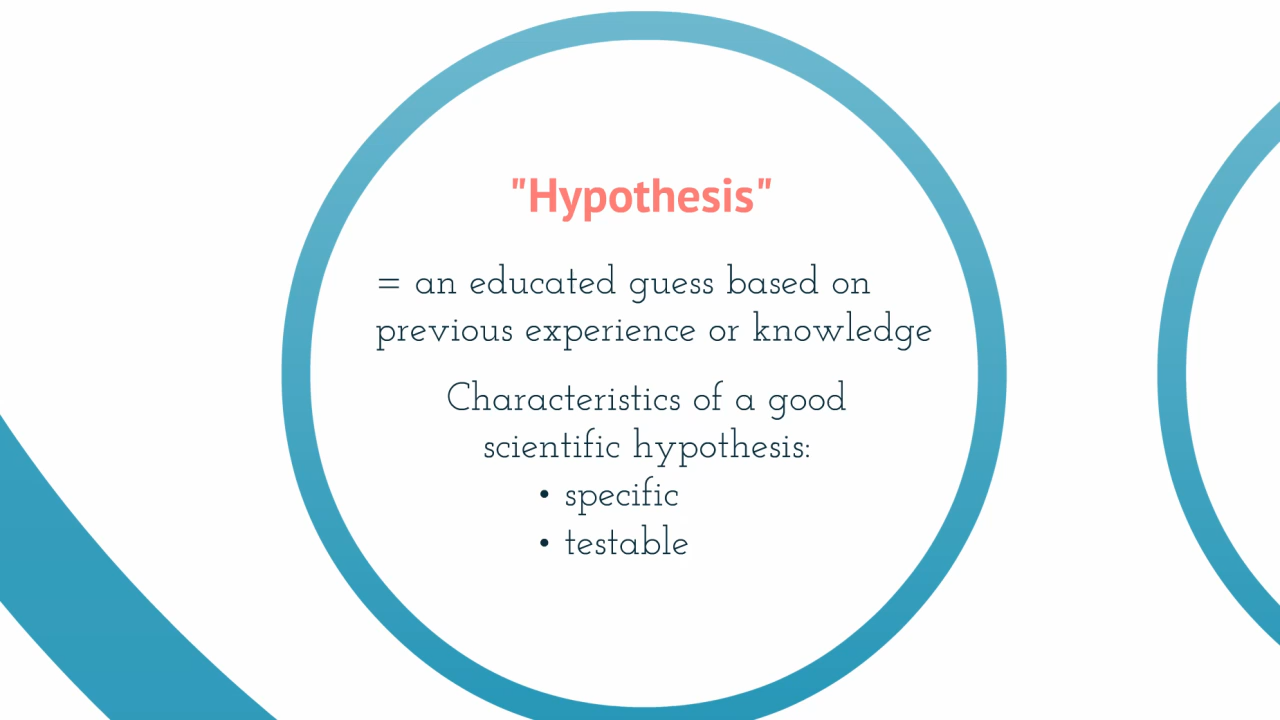 "Hypothesis"
= an educated guess based on
previous experience or knowledge
Characteristics of a good
scientific hypothesis:
• specific
• testable